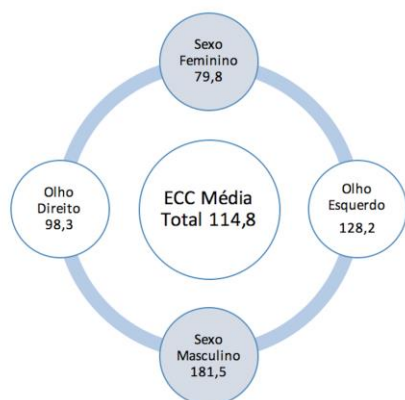 Sexo
Feminino
79,8
Olho
Direito
98,3
ECC Média
Total 114,8
Olho
Esquerdo
128,2
Sexo
Masculino
181,5